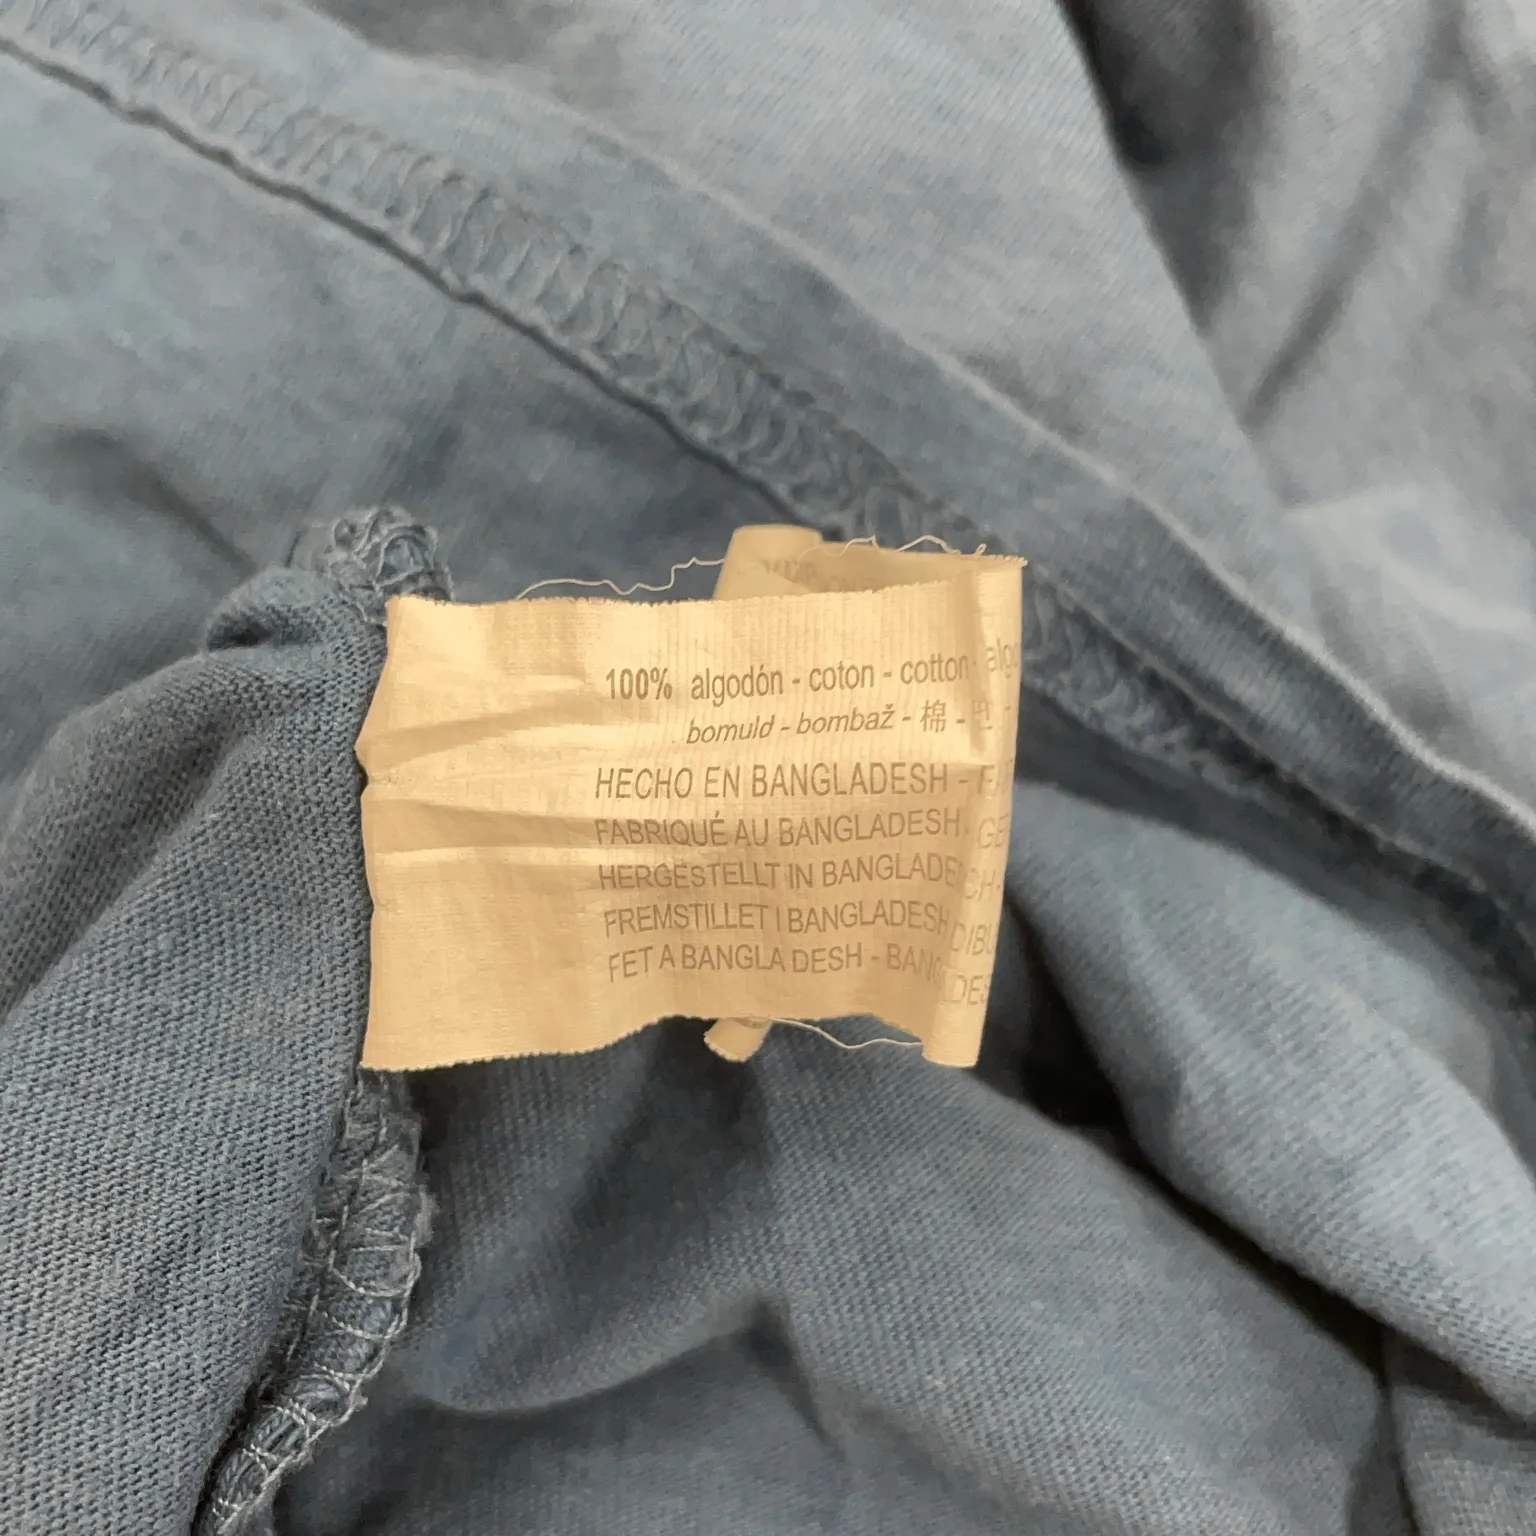 100% algodón - coton - cotton
bomuld - bombaž - 棉 -
HECHO EN BANGLADESH -
FABRIQUÉ AU BANGLADESH -
HERGESTELLT IN BANGLADE
FREMSTILLET I BANGLADESH
FET A BANGLA DESH -